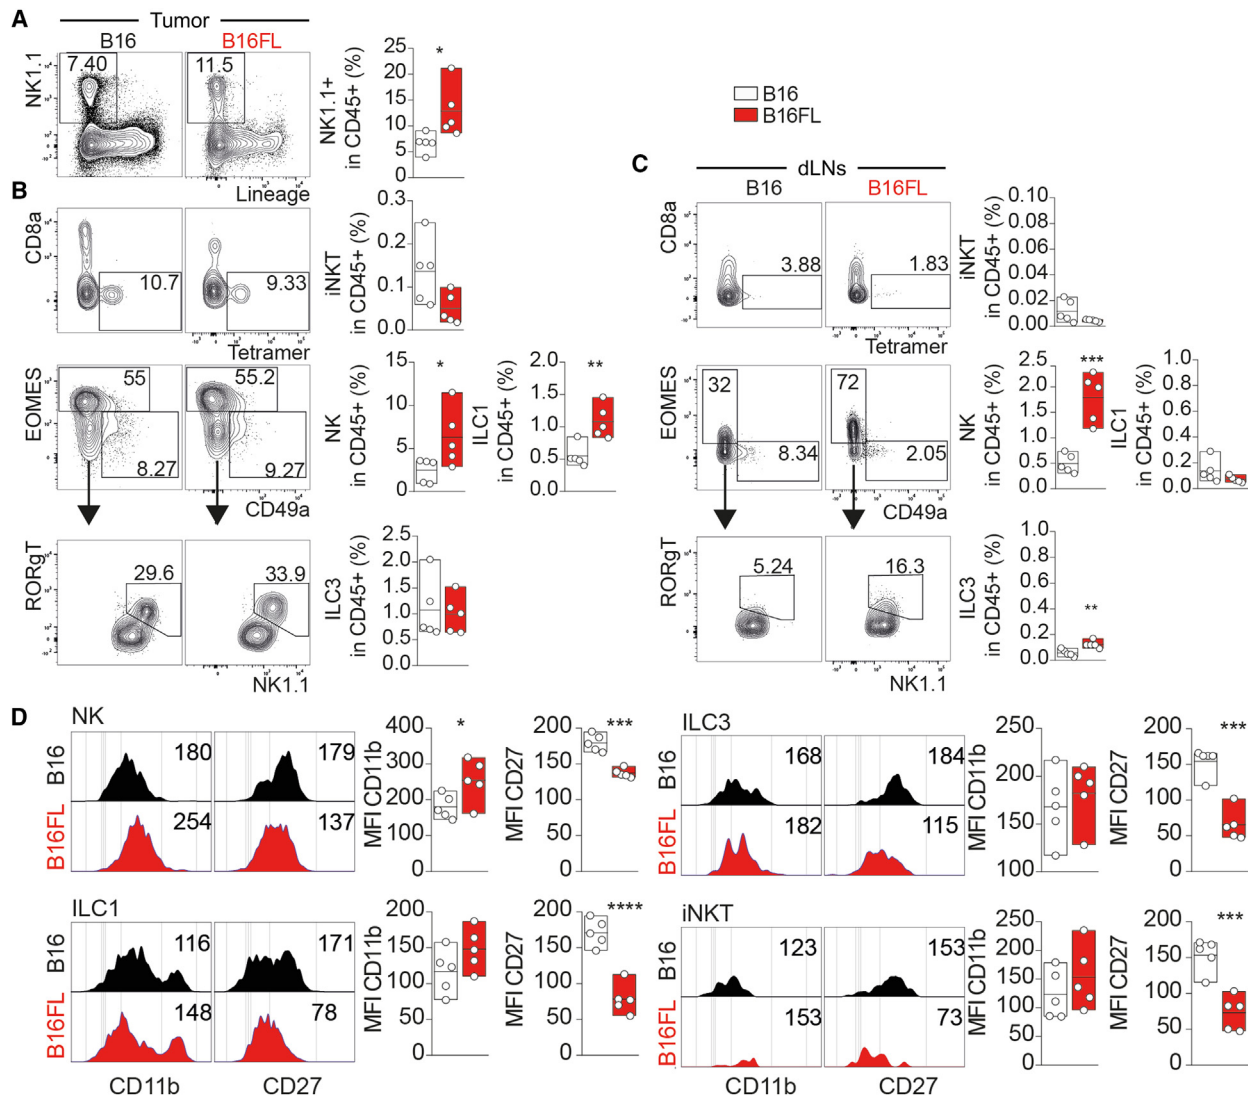 A
Tumor
B16
B16FL
7.40
11.5
NK1.1
Lineage
NK1.1+
in CD45+ (%)
25
20
15
10
5
0
*
B16
B16FL
B
CD8a
10.7
9.33
Tetramer
iNKT
in CD45+ (%)
0.3
0.2
0.1
0.0
EOMES
55
55.2
8.27
9.27
CD49a
NK
in CD45+ (%)
15
10
5
0
*
ILC1
in CD45+ (%)
2.0
1.5
1.0
0.5
0.0
**
RORgT
29.6
33.9
NK1.1
ILC3
in CD45+ (%)
2.5
2.0
1.5
1.0
0.5
0.0
C
dLNs
B16
B16FL
CD8a
3.88
1.83
Tetramer
iNKT
in CD45+ (%)
0.10
0.08
0.06
0.04
0.02
0.00
EOMES
32
72
8.34
2.05
CD49a
NK
in CD45+ (%)
2.5
2.0
1.5
1.0
0.5
0.0
***
ILC1
in CD45+ (%)
1.0
0.8
0.6
0.4
0.2
0.0
RORgT
5.24
16.3
NK1.1
ILC3
in CD45+ (%)
1.0
0.8
0.6
0.4
0.2
0.0
**
D
NK
B16
180
179
B16FL
254
137
MFI CD11b
400
300
200
100
0
*
MFI CD27
200
150
100
50
0
***
ILC3
B16
168
184
B16FL
182
115
MFI CD11b
250
200
150
100
MFI CD27
200
150
100
50
0
***
ILC1
B16
116
171
B16FL
148
78
CD11b
CD27
MFI CD11b
200
150
100
50
0
MFI CD27
200
150
100
50
0
****
iNKT
B16
123
153
B16FL
153
73
CD11b
CD27
MFI CD11b
250
200
150
100
50
0
MFI CD27
200
150
100
50
0
***